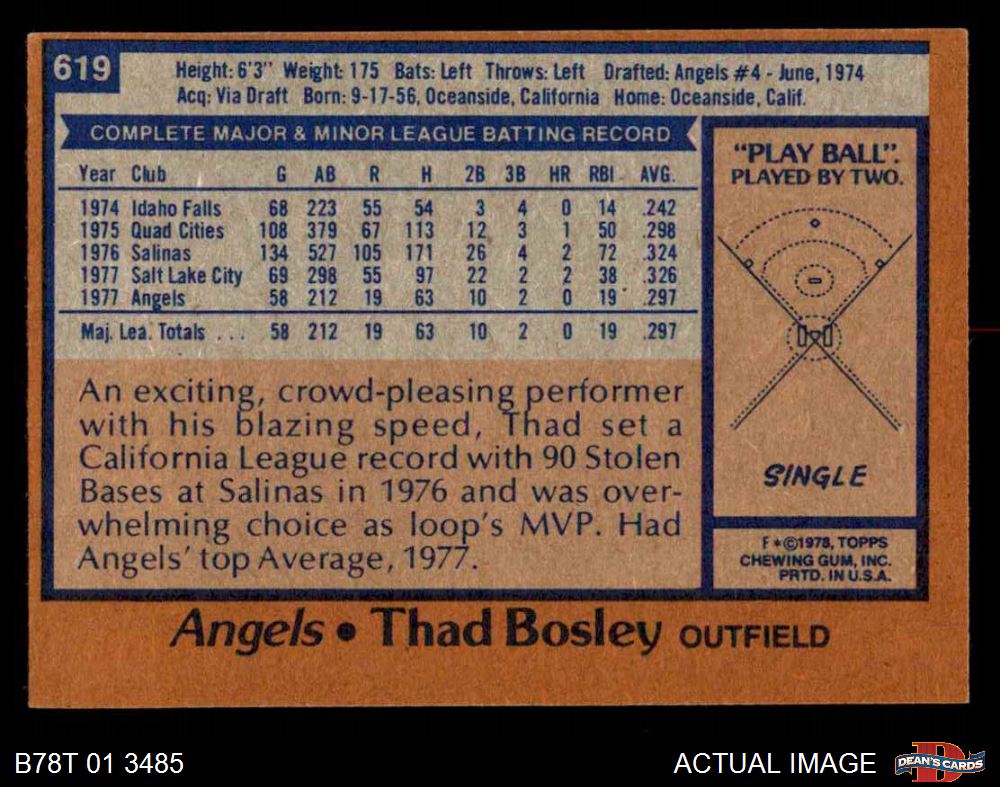 619
Height: 6'3" Weight: 175 Bats: Left Throws: Left Drafted: Angels #4 - June, 1974
Acq: Via Draft Born: 9-17-56, Oceanside, California Home: Oceanside, Calif.
COMPLETE MAJOR & MINOR LEAGUE BATTING RECORD
Year Club G AB R H 2B 3B HR RBI AVG.
1974 Idaho Falls 68 223 55 54 3 4 0 14 .242
1975 Quad Cities 108 379 67 113 12 3 1 50 .298
1976 Salinas 134 527 105 171 26 4 2 72 .324
1977 Salt Lake City 69 298 55 97 22 2 2 38 .326
1977 Angels 58 212 19 63 10 2 0 19 .297
Maj. Lea. Totals . . . 58 212 19 63 10 2 0 19 .297
An exciting, crowd-pleasing performer
with his blazing speed, Thad set a
California League record with 90 Stolen
Bases at Salinas in 1976 and was over-
whelming choice as loop's MVP. Had
Angels' top Average, 1977.
"PLAY BALL".
PLAYED BY TWO.
SINGLE
F*©1978, TOPPS
CHEWING GUM, INC.
PRTD. IN U.S.A.
Angels • Thad Bosley OUTFIELD
B78T 01 3485
ACTUAL IMAGE
D
DEAN'S CARDS